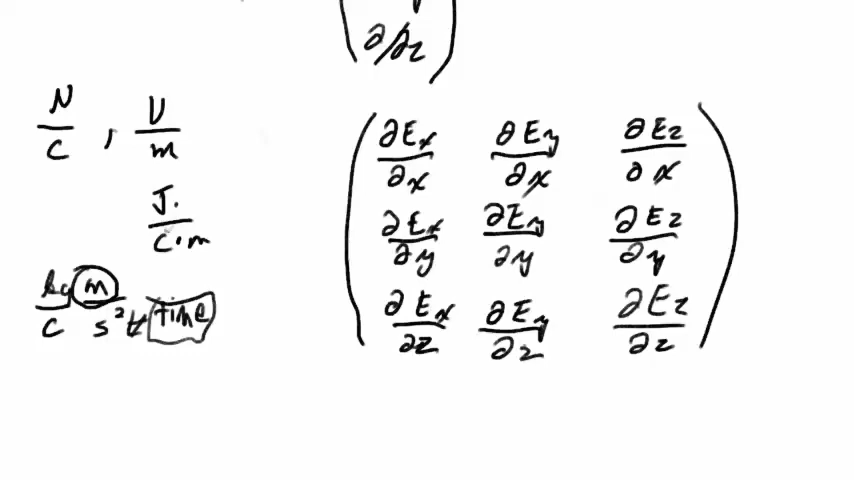 ∂/∂z
N/C , V/m
J./C·m
kg/C m/s² time
∂Ex/∂x ∂Ey/∂x ∂Ez/∂x
∂Ex/∂y ∂Ey/∂y ∂Ez/∂y
∂Ex/∂z ∂Ey/∂z ∂Ez/∂z